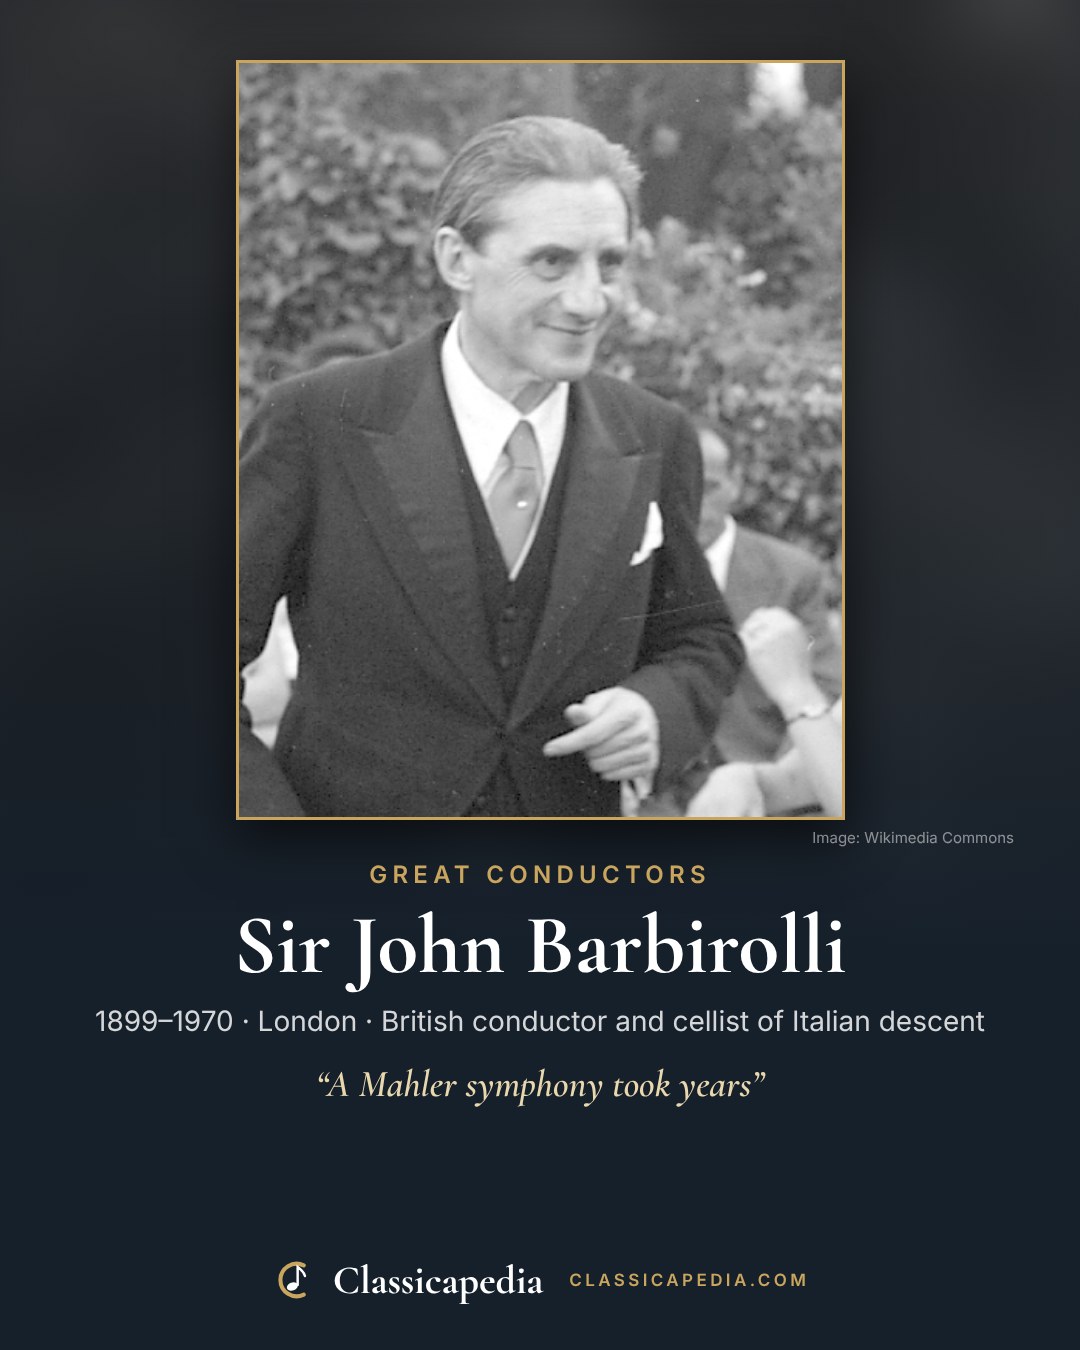 Image: Wikimedia Commons
GREAT CONDUCTORS
Sir John Barbirolli
1899–1970 · London · British conductor and cellist of Italian descent
“A Mahler symphony took years”
Classicapedia CLASSICAPEDIA.COM